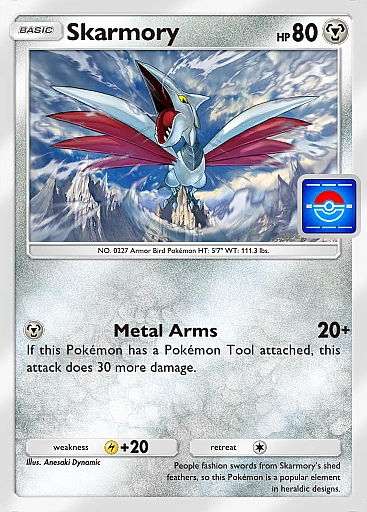 BASIC Skarmory HP 80
NO. 0227 Armor Bird Pokémon HT: 5'7" WT: 111.3 lbs.
Metal Arms 20+
If this Pokémon has a Pokémon Tool attached, this
attack does 30 more damage.
weakness +20 retreat
Illus. Anesaki Dynamic
People fashion swords from Skarmory's shed
feathers, so this Pokémon is a popular element
in heraldic designs.